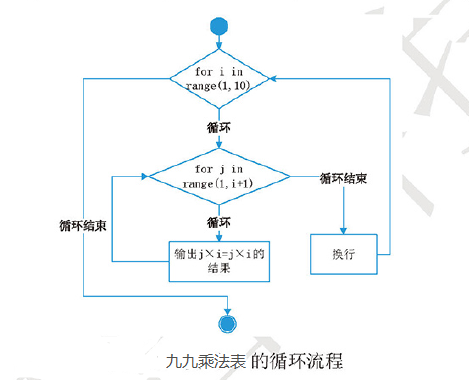 for i in
range(1,10)
循环
for j in
range(1,i+1)
循环结束
循环结束
循环
输出j×i=j×i的
结果
换行
九九乘法表 的循环流程